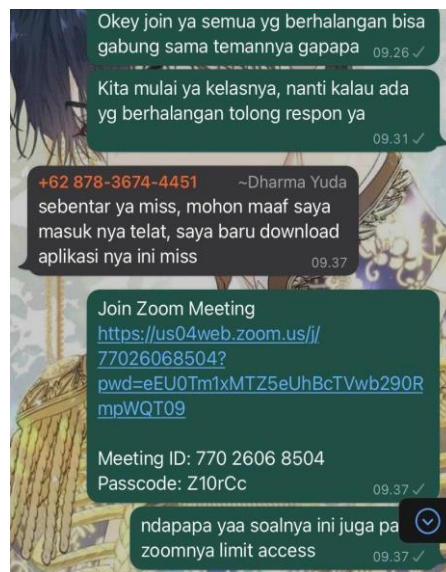 Okey join ya semua yg berhalangan bisa
gabung sama temannya gapapa 09.26
Kita mulai ya kelasnya, nanti kalau ada
yg berhalangan tolong respon ya
09.31
+62 878-3674-4451 ~Dharma Yuda
sebentar ya miss, mohon maaf saya
masuk nya telat, saya baru download
aplikasi nya ini miss 09.37
Join Zoom Meeting
https://us04web.zoom.us/j/
77026068504?
pwd=eEU0Tm1xMTZ5eUhBcTVwb290R
mpWQT09
Meeting ID: 770 2606 8504
Passcode: Z10rCc 09.37
ndapapa yaa soalnya ini juga pa
zoomnya limit access 09.37